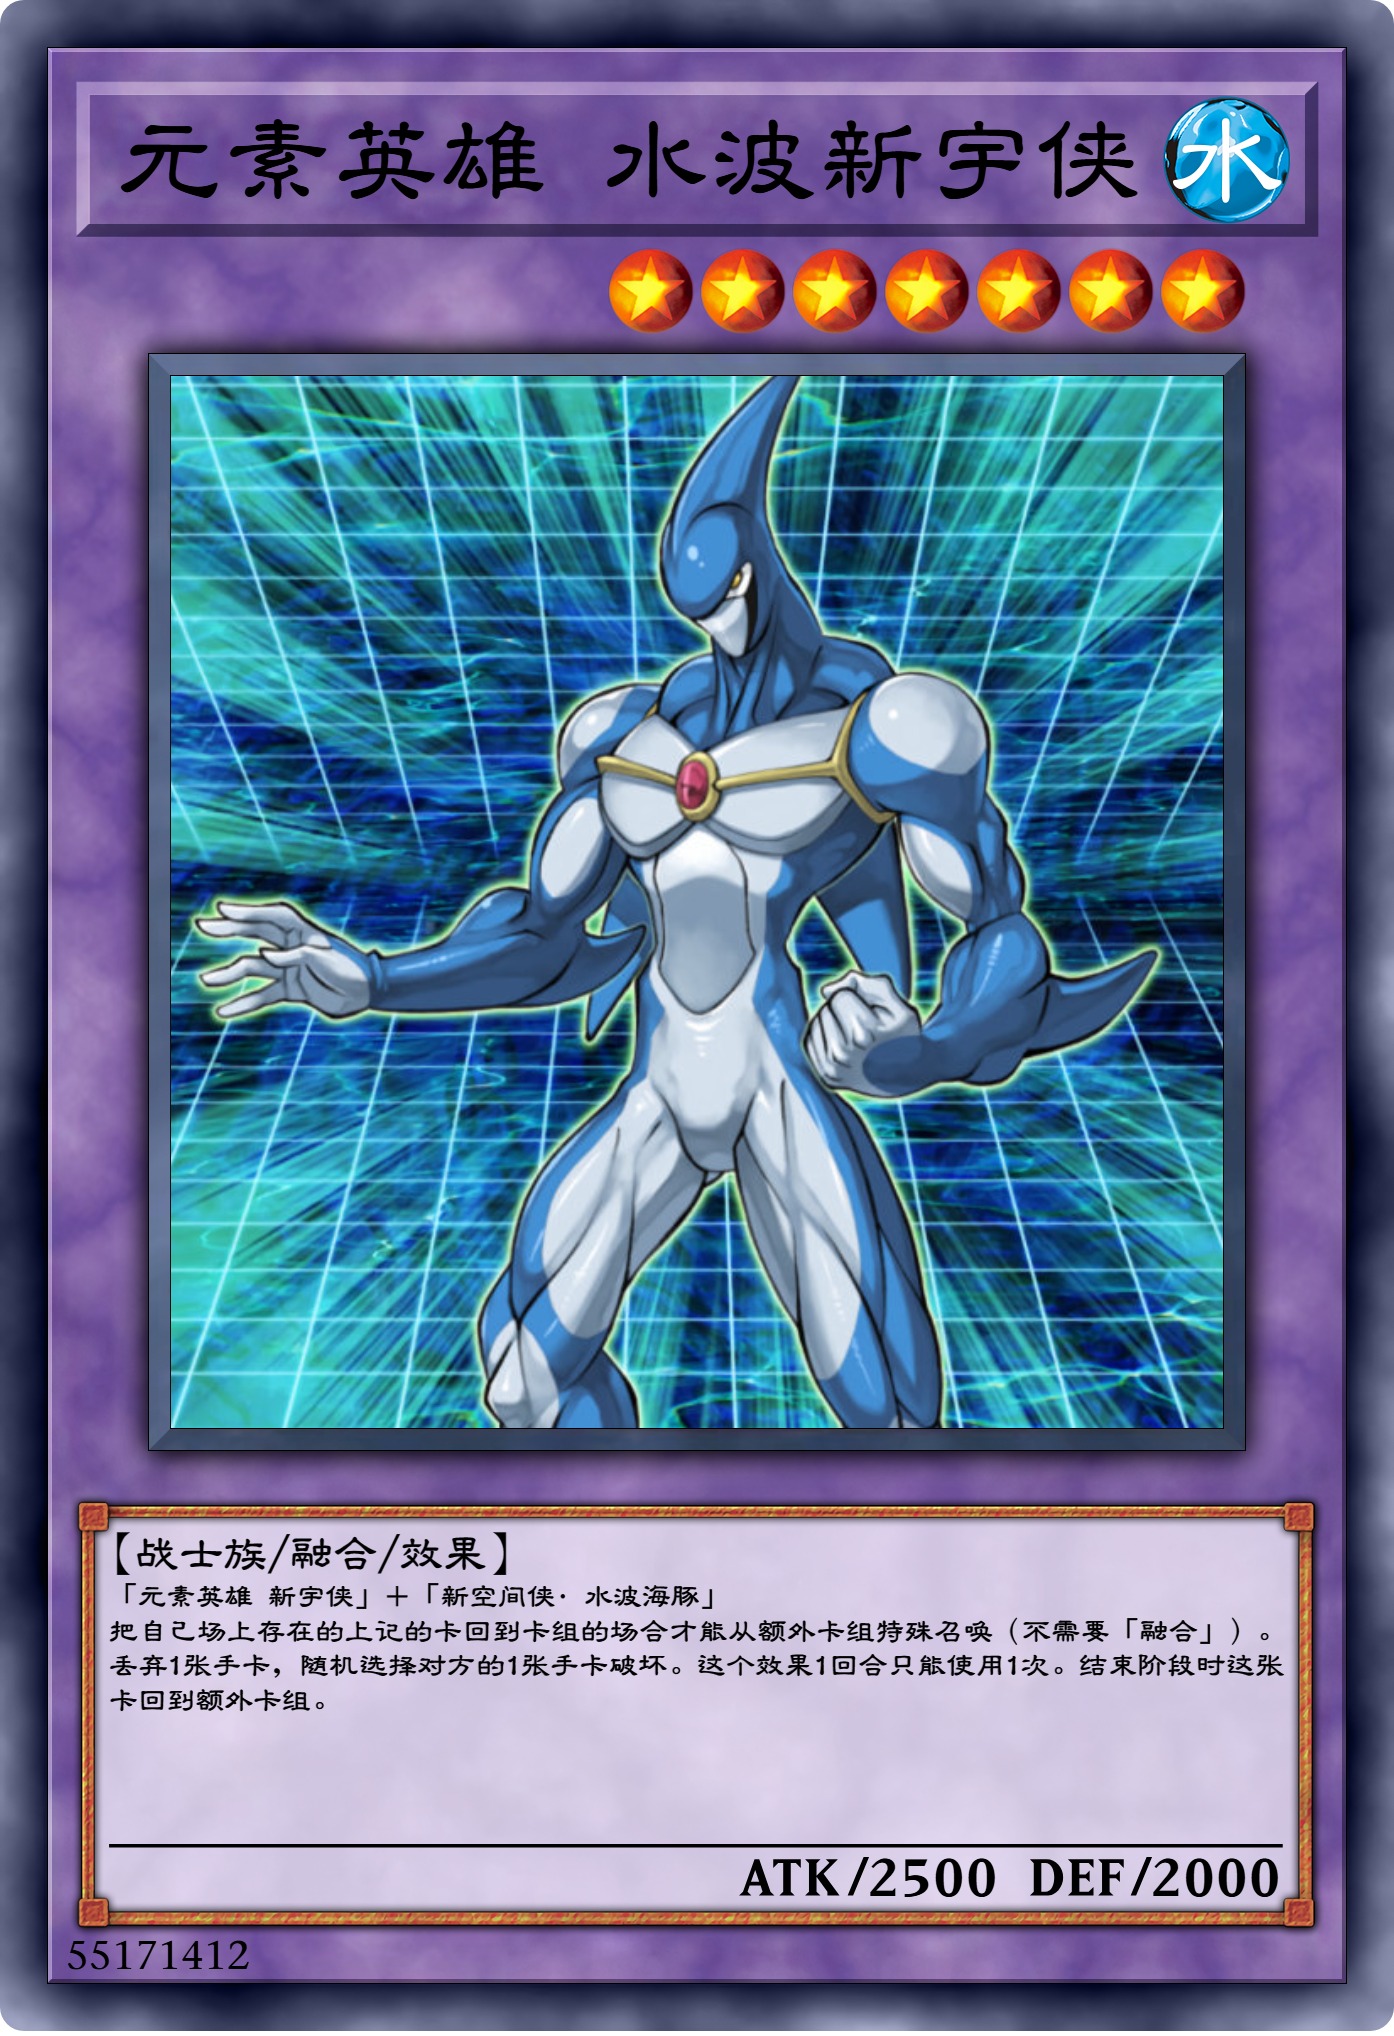 元素英雄 水波新宇侠
水
【战士族/融合/效果】
「元素英雄 新宇侠」＋「新空间侠·水波海豚」
把自己场上存在的上记的卡回到卡组的场合才能从额外卡组特殊召唤（不需要「融合」）。
丢弃1张手卡，随机选择对方的1张手卡破坏。这个效果1回合只能使用1次。结束阶段时这张
卡回到额外卡组。
ATK/2500 DEF/2000
55171412